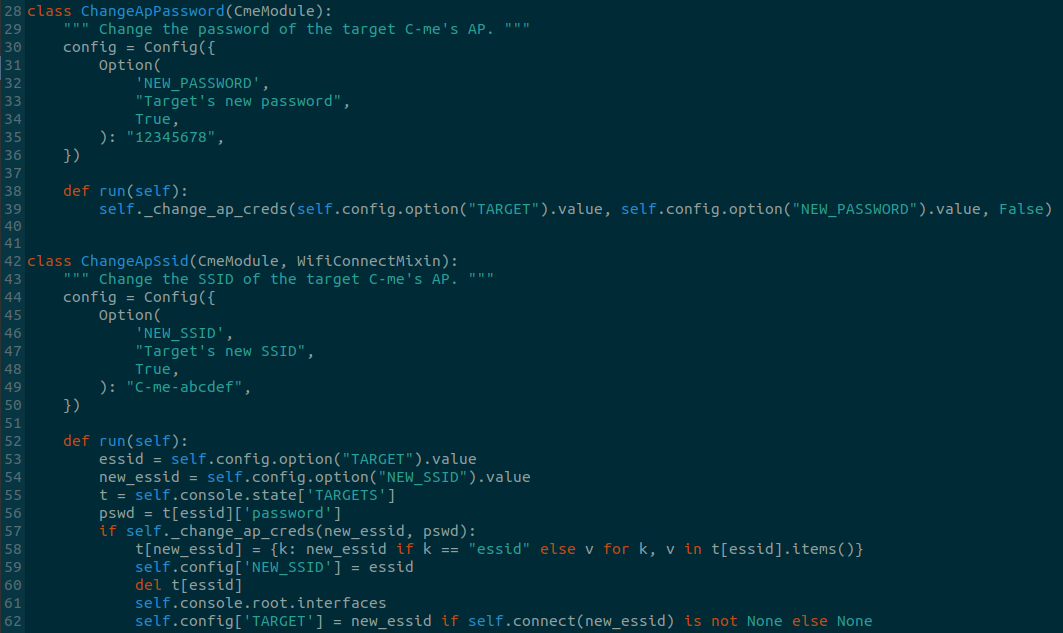 28 class ChangeApPassword(CmeModule):
29     """ Change the password of the target C-me's AP. """
30     config = Config({
31         Option(
32             'NEW_PASSWORD',
33             "Target's new password",
34             True,
35         ): "12345678",
36     })
37
38     def run(self):
39         self._change_ap_creds(self.config.option("TARGET").value, self.config.option("NEW_PASSWORD").value, False)
40
41
42 class ChangeApSsid(CmeModule, WifiConnectMixin):
43     """ Change the SSID of the target C-me's AP. """
44     config = Config({
45         Option(
46             'NEW_SSID',
47             "Target's new SSID",
48             True,
49         ): "C-me-abcdef",
50     })
51
52     def run(self):
53         essid = self.config.option("TARGET").value
54         new_essid = self.config.option("NEW_SSID").value
55         t = self.console.state['TARGETS']
56         pswd = t[essid]['password']
57         if self._change_ap_creds(new_essid, pswd):
58             t[new_essid] = {k: new_essid if k == "essid" else v for k, v in t[essid].items()}
59             self.config['NEW_SSID'] = essid
60             del t[essid]
61             self.console.root.interfaces
62             self.config['TARGET'] = new_essid if self.connect(new_essid) is not None else None